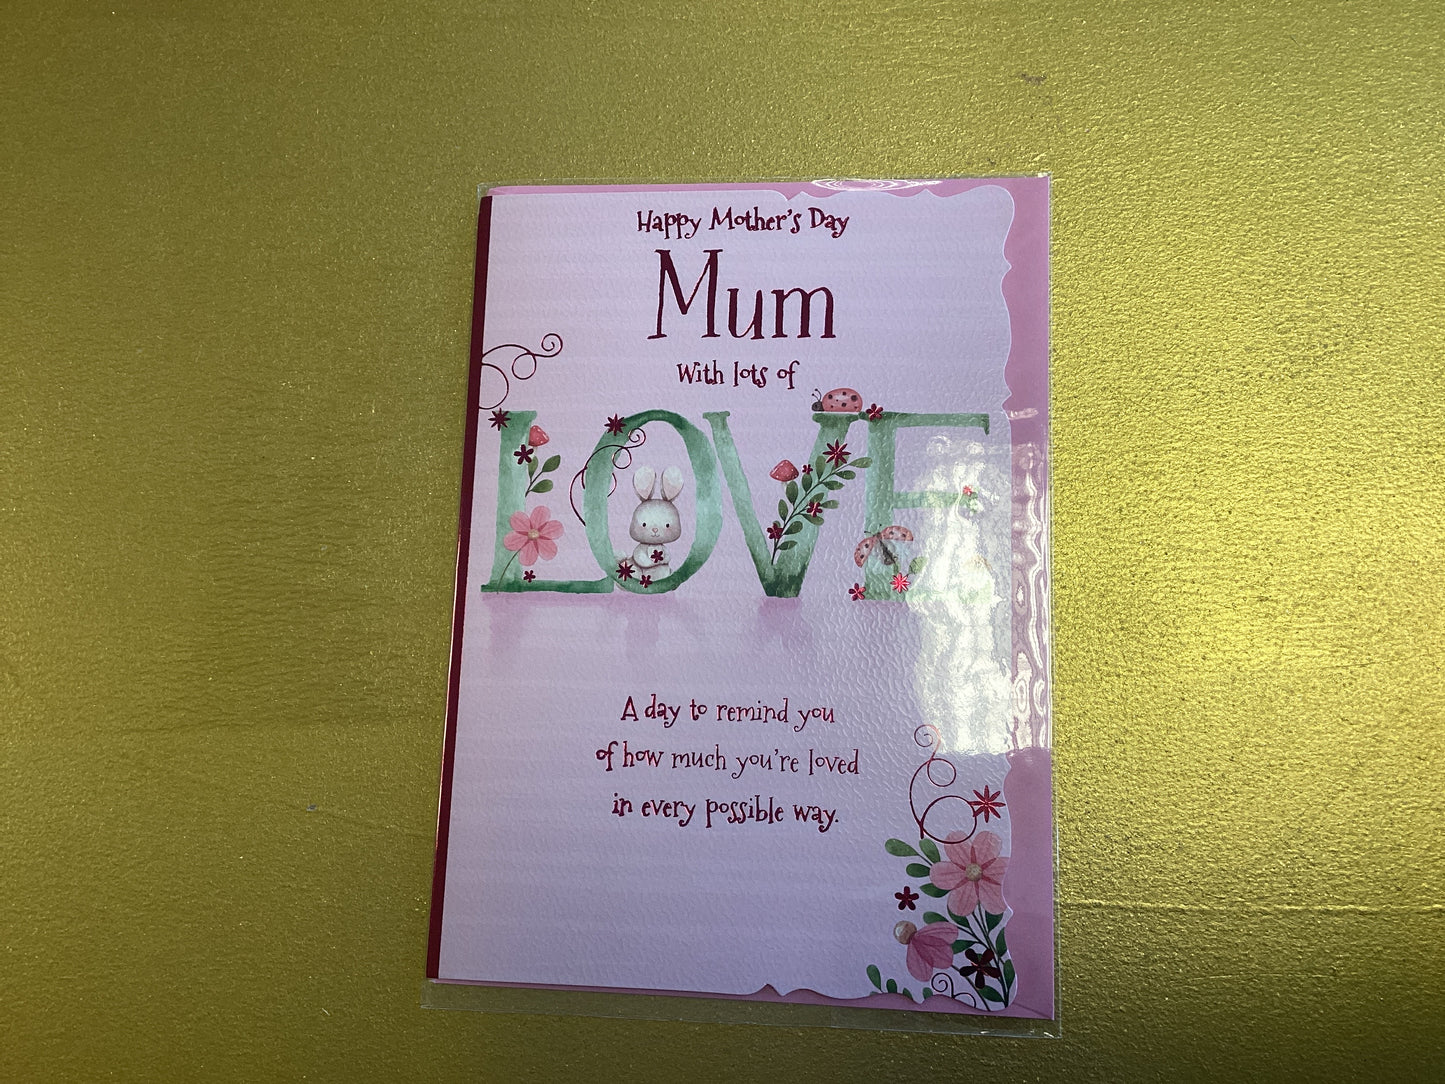 Happy Mother's Day
Mum
With lots of
LOVE
A day to remind you
of how much you're loved
in every possible way.